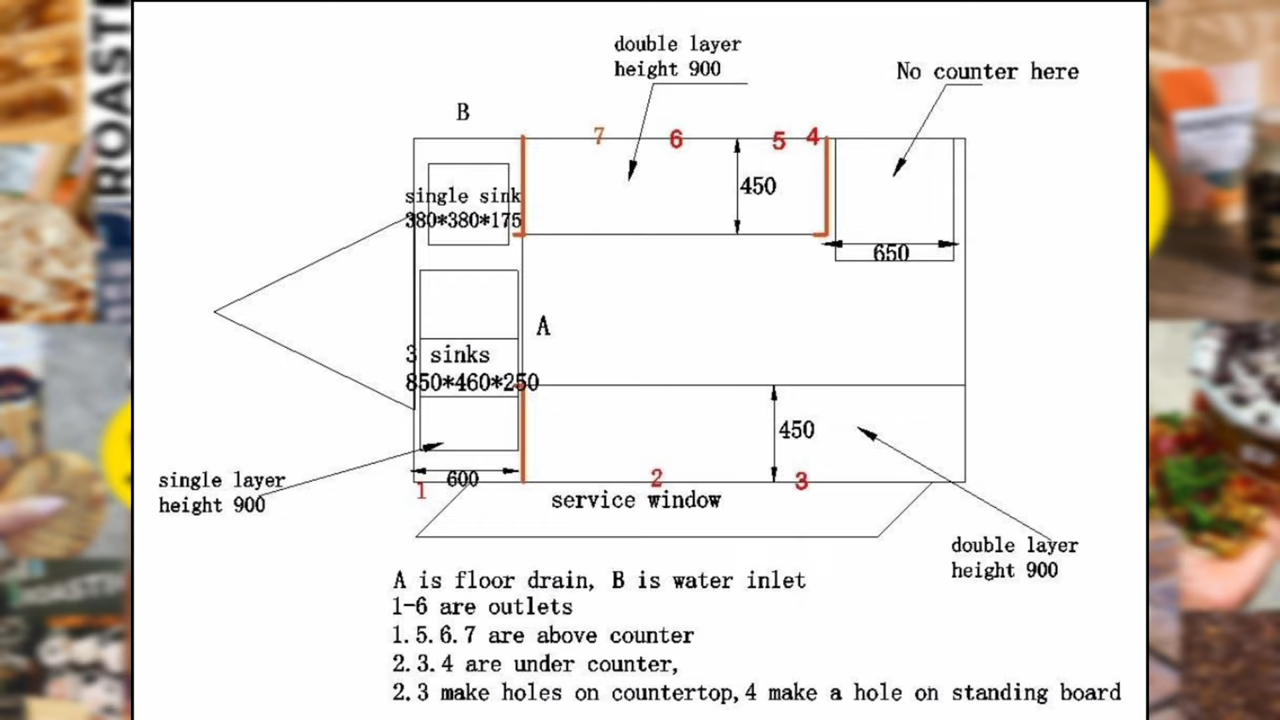 double layer
height 900
No counter here
B
7
6
5
4
450
single sink
380*380*175
650
A
3 sinks
850*460*250
450
single layer
height 900
600
1
2
3
service window
double layer
height 900
A is floor drain, B is water inlet
1-6 are outlets
1.5.6.7 are above counter
2.3.4 are under counter,
2.3 make holes on countertop,4 make a hole on standing board